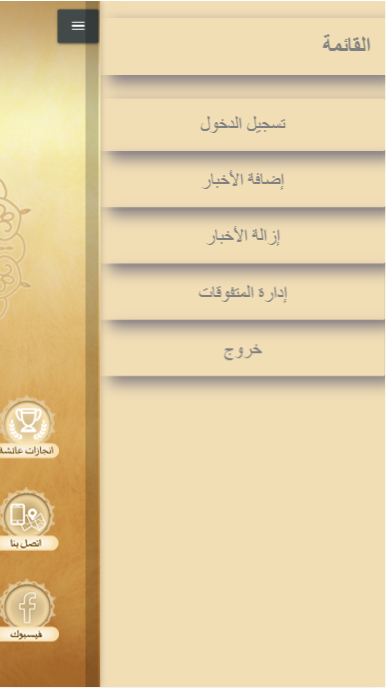 القائمة
تسجيل الدخول
إضافة الأخبار
إزالة الأخبار
إدارة المتفوقات
خروج
انجازات عائشة
اتصل بنا
فيسبوك